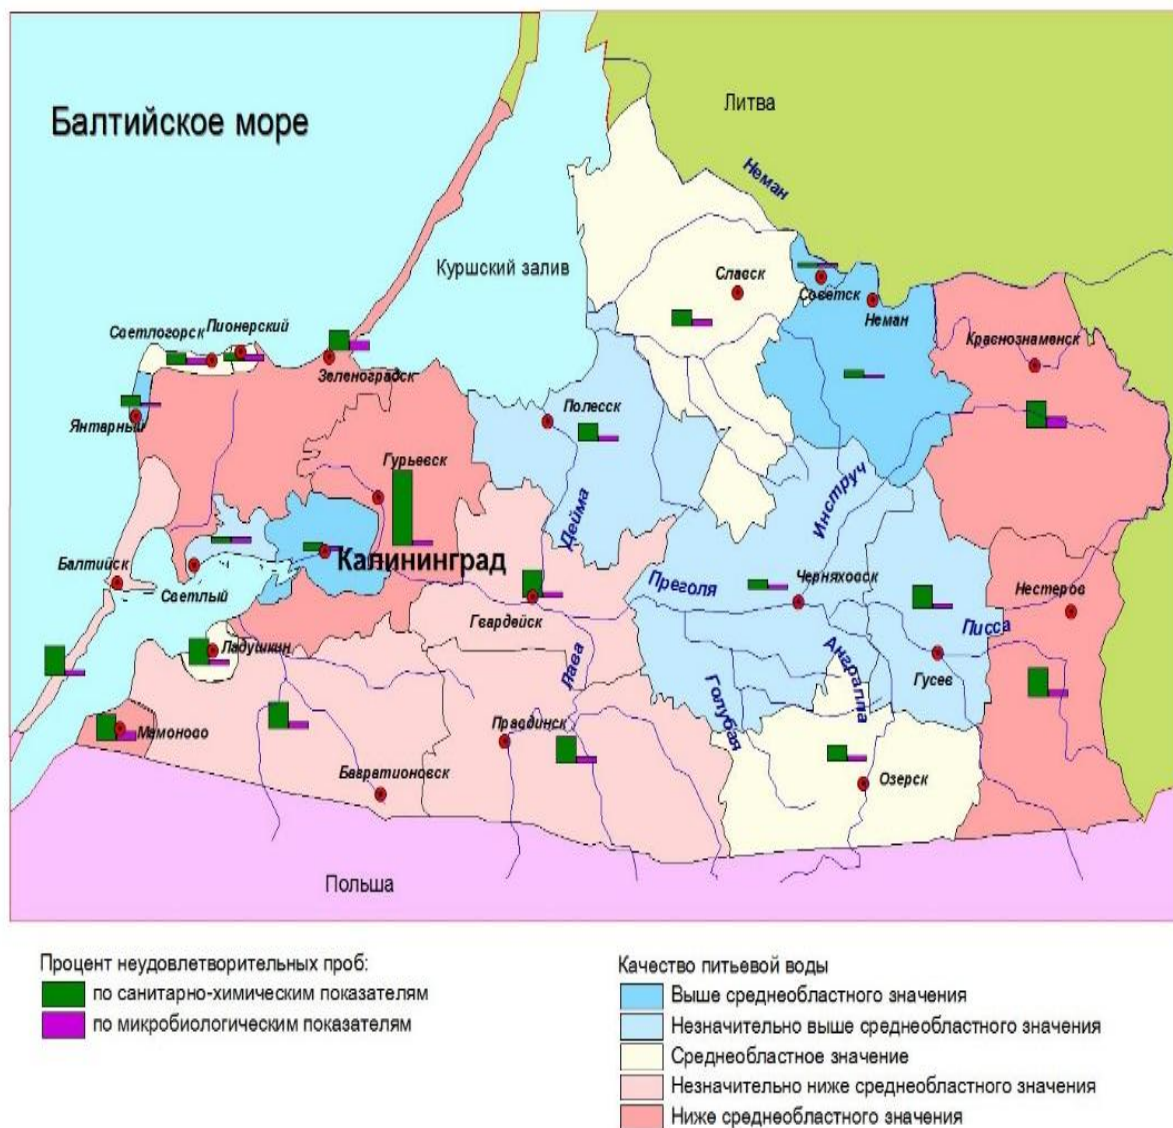 Балтийское море
Литва
Неман
Куршский залив
Славск
Советск
Неман
Краснознаменск
Светлогорск
Пионерский
Зеленоградск
Янтарный
Полесск
Гурьевск
Дейма
Инструч
Балтийск
Светлый
Калининград
Гвардейск
Преголя
Черняховск
Нестеров
Писса
Ладушкин
Лава
Голубая
Анграпа
Гусев
Мамоново
Правдинск
Багратионовск
Озерск
Польша
Процент неудовлетворительных проб:
по санитарно-химическим показателям
по микробиологическим показателям
Качество питьевой воды
Выше среднеобластного значения
Незначительно выше среднеобластного значения
Среднеобластное значение
Незначительно ниже среднеобластного значения
Ниже среднеобластного значения